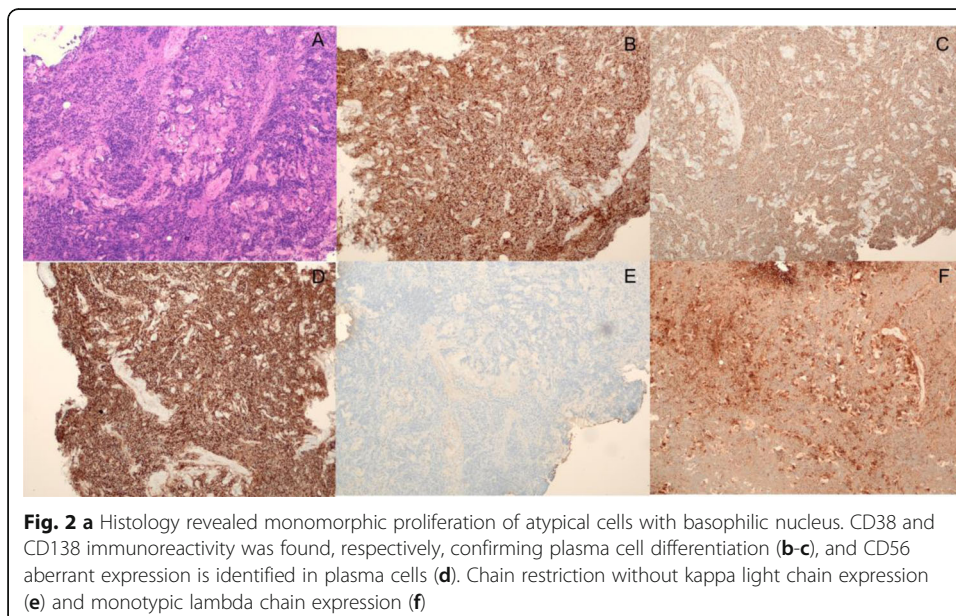 A
B
C
D
E
F
Fig. 2 a Histology revealed monomorphic proliferation of atypical cells with basophilic nucleus. CD38 and
CD138 immunoreactivity was found, respectively, confirming plasma cell differentiation (b-c), and CD56
aberrant expression is identified in plasma cells (d). Chain restriction without kappa light chain expression
(e) and monotypic lambda chain expression (f)